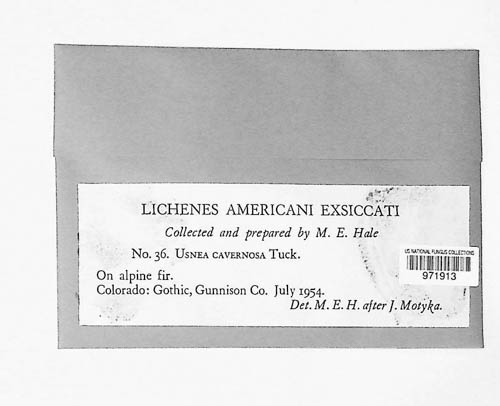 LICHENES AMERICANI EXSICCATI
Collected and prepared by M. E. Hale
No. 36. USNEA CAVERNOSA Tuck.
On alpine fir.
Colorado: Gothic, Gunnison Co. July 1954.
Det. M. E. H. after J. Motyka.
US NATIONAL FUNGUS COLLECTIONS
971913